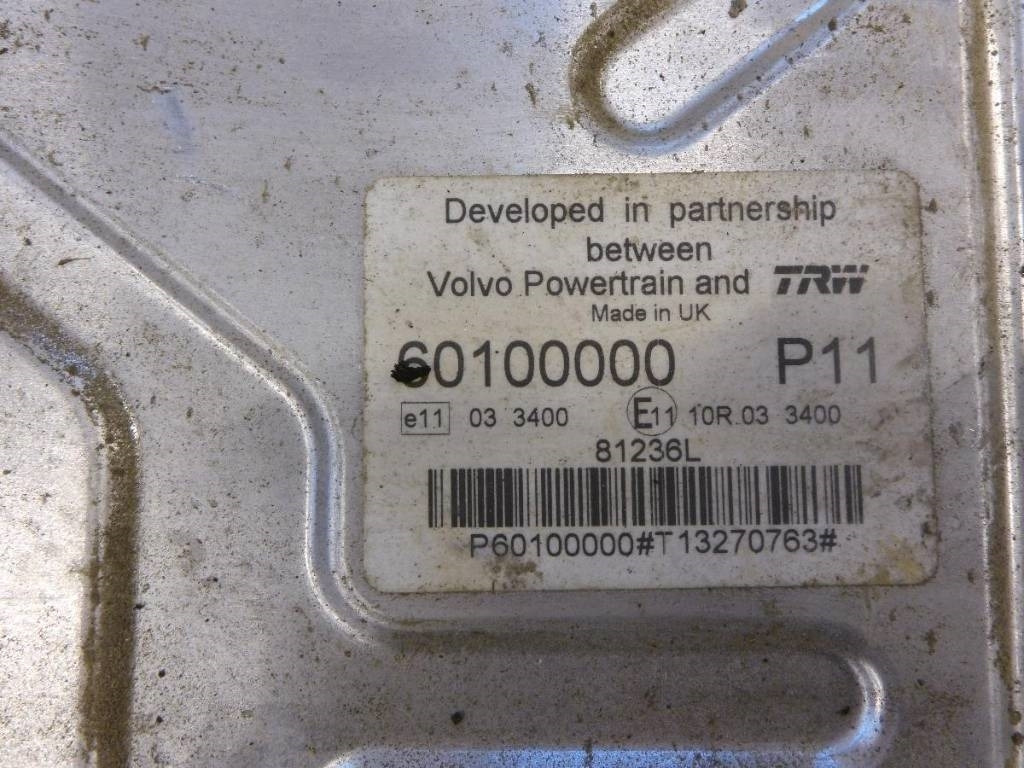 Developed in partnership
between
Volvo Powertrain and TRW
Made in UK
60100000 P11
e11 03 3400 E11 10R.03 3400
81236L
P60100000#T13270763#